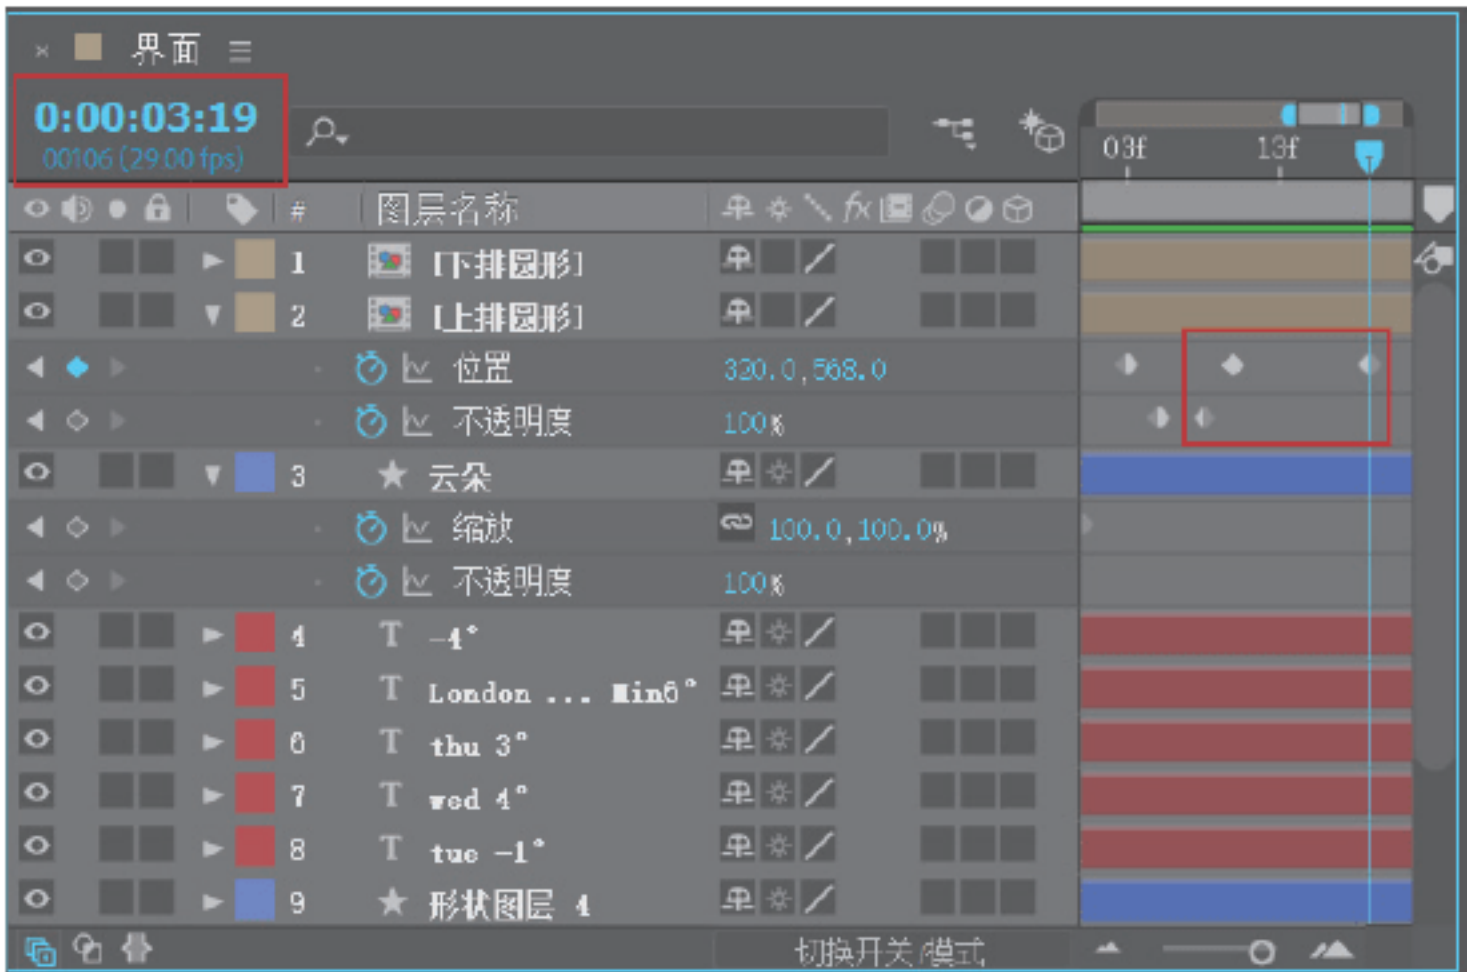 界面
0:00:03:19
00106 (29.00 fps)
03f 13f
# 图层名称 fx
1 [下排圆形]
2 [上排圆形]
位置 320.0,568.0
不透明度 100%
3 云朵
缩放 100.0,100.0%
不透明度 100%
4 T -4°
5 T London ... Min6°
6 T thu 3°
7 T wed 4°
8 T tue -1°
9 形状图层 4
切换开关/模式